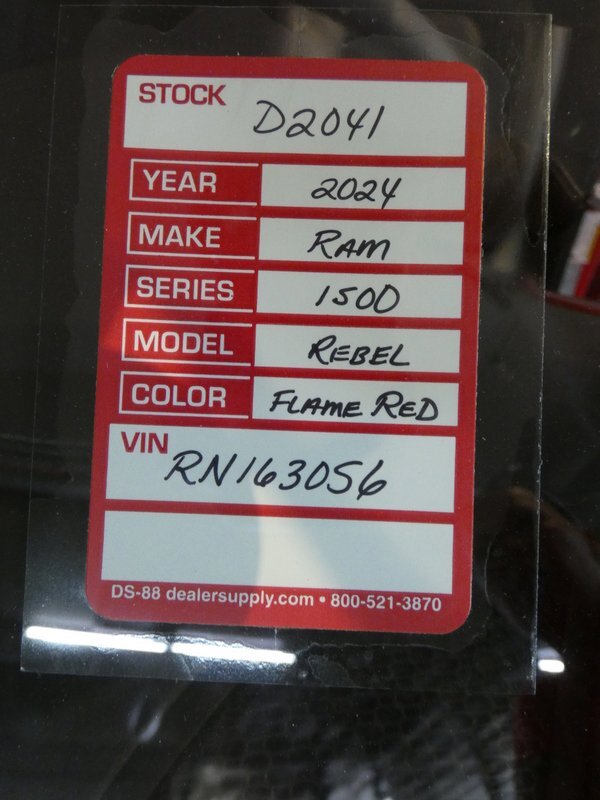 STOCK
D2041
YEAR 2024
MAKE RAM
SERIES 1500
MODEL REBEL
COLOR FLAME RED
VIN
RN163056
DS-88 dealersupply.com • 800-521-3870